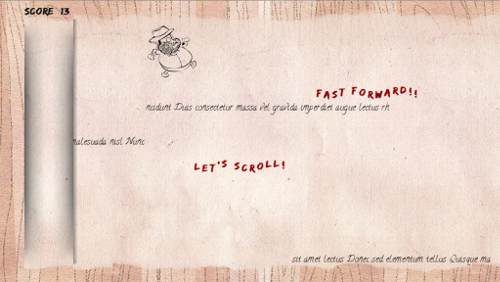 SCORE 13
FAST FORWARD!!
ncidunt Duis consectetur massa vel gravida imperdiet augue lectus rh
malesuada nisl Nunc
LET'S SCROLL!
sit amet lectus Donec sed elementum tellus Quisque ma